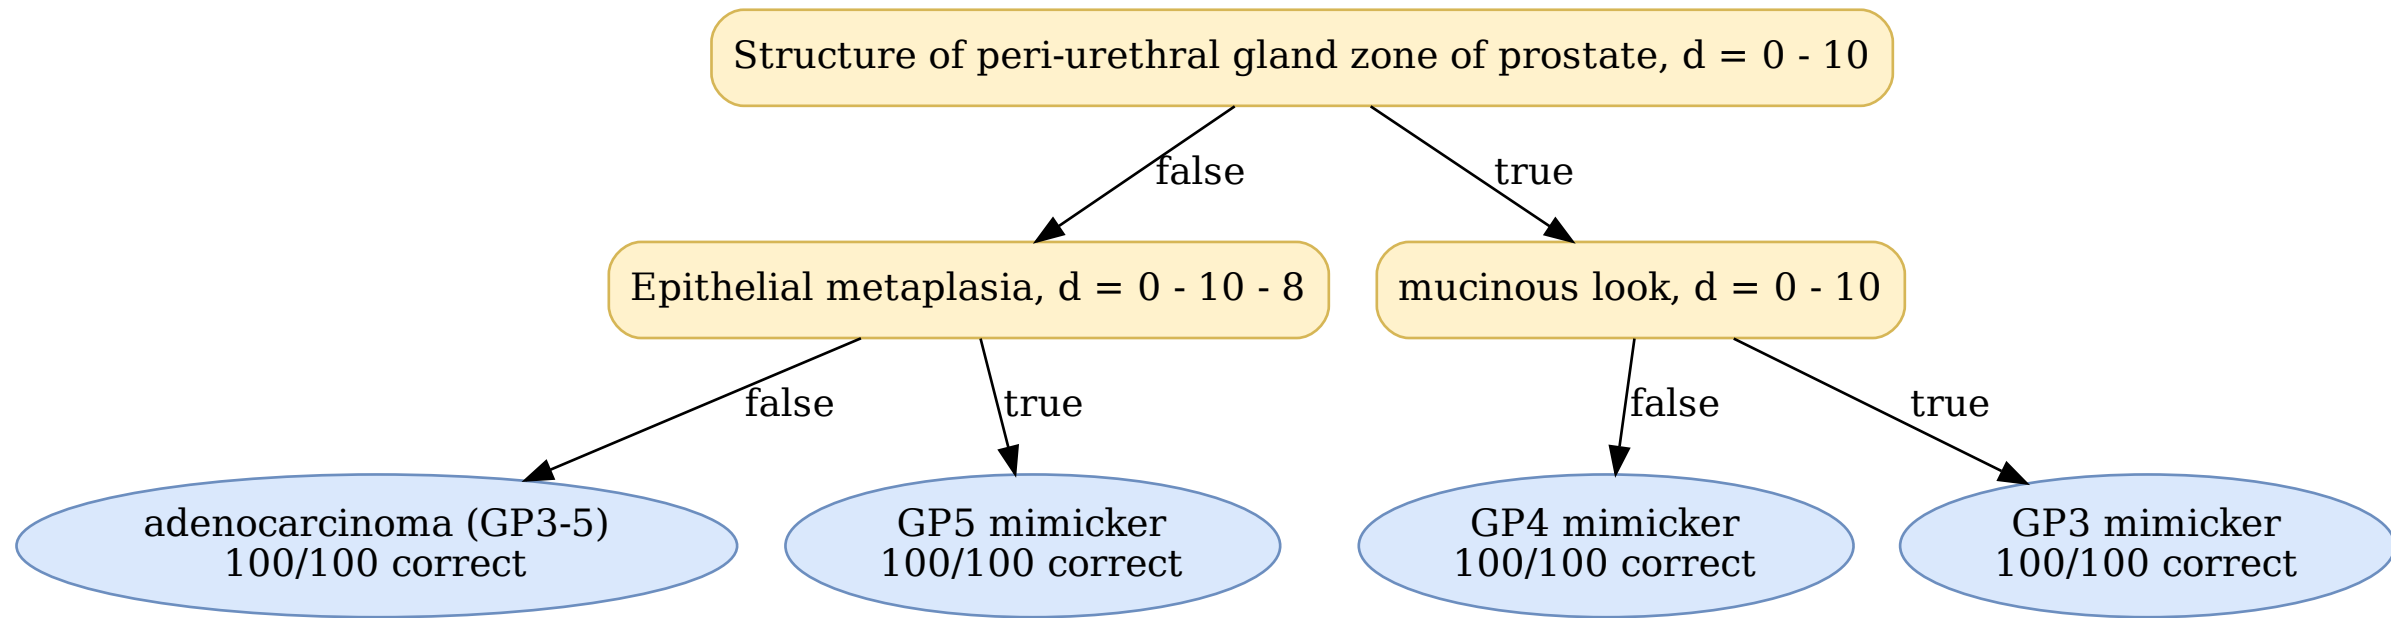 Structure of peri-urethral gland zone of prostate, d = 0 - 10
false
true
Epithelial metaplasia, d = 0 - 10 - 8
mucinous look, d = 0 - 10
false
true
false
true
adenocarcinoma (GP3-5)
100/100 correct
GP5 mimicker
100/100 correct
GP4 mimicker
100/100 correct
GP3 mimicker
100/100 correct